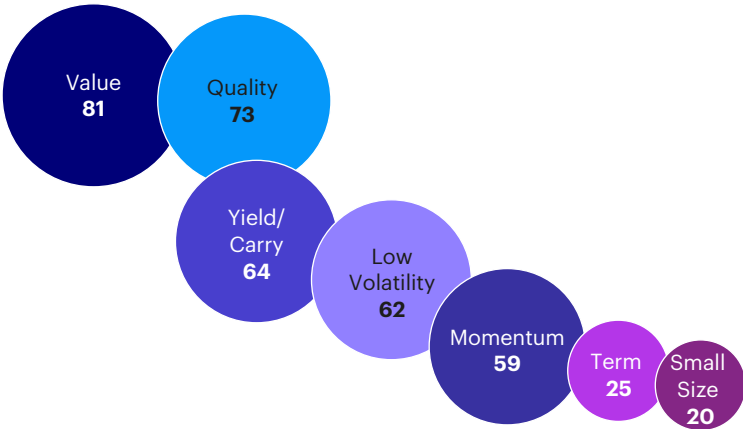 Value
81
Quality
73
Yield/
Carry
64
Low
Volatility
62
Momentum
59
Term
25
Small
Size
20